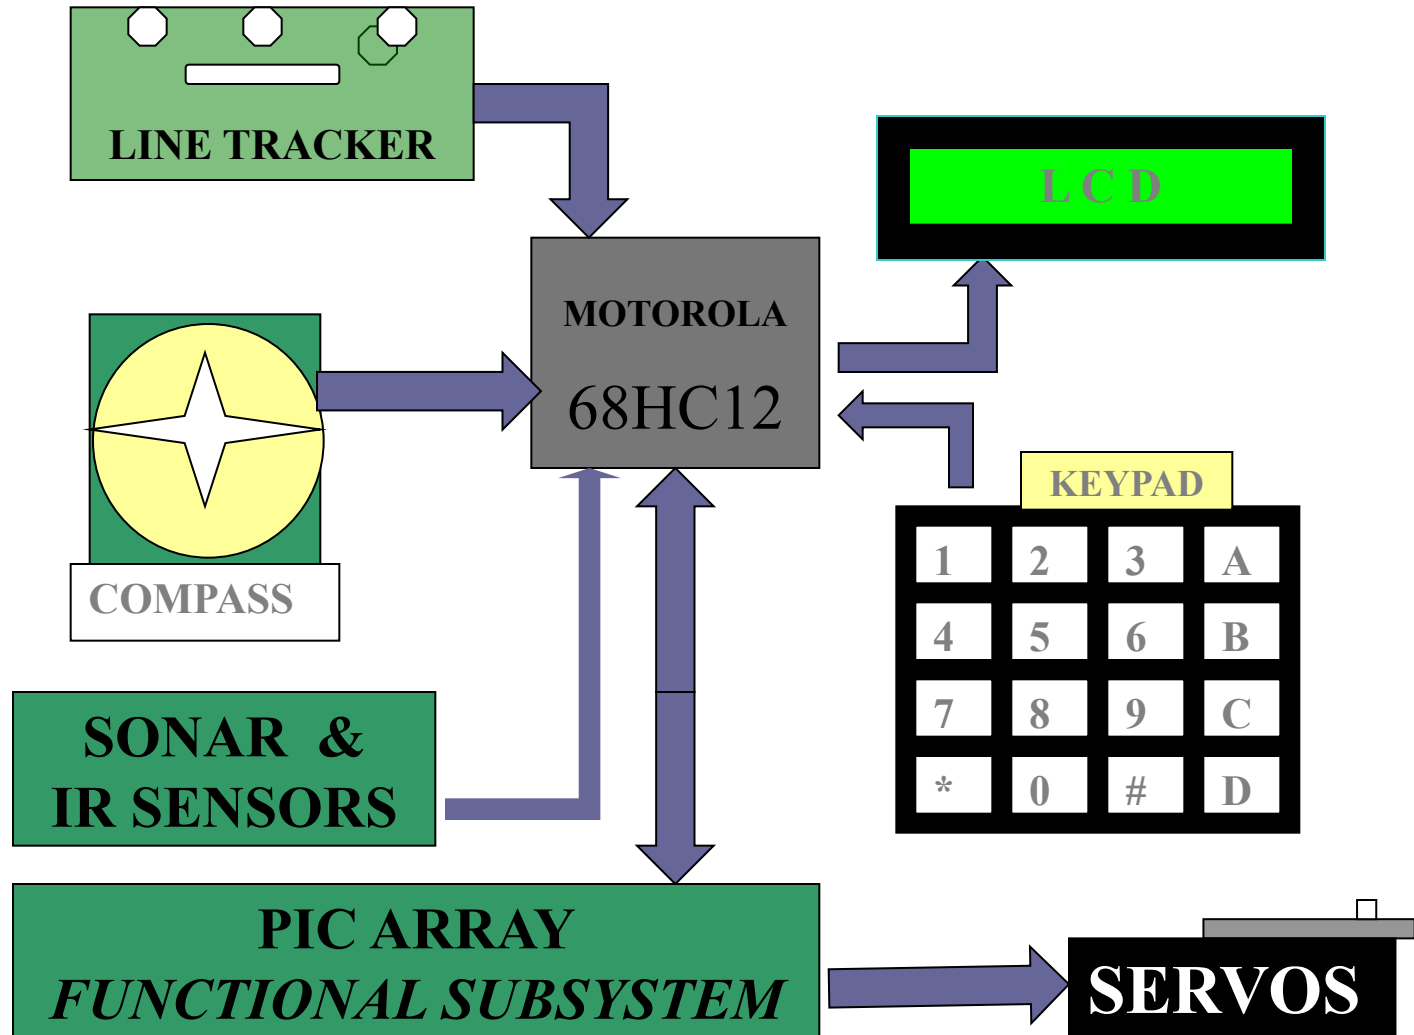 LINE TRACKER
L C D
MOTOROLA
68HC12
KEYPAD
1 2 3 A
4 5 6 B
7 8 9 C
* 0 # D
COMPASS
SONAR &
IR SENSORS
PIC ARRAY
FUNCTIONAL SUBSYSTEM
SERVOS